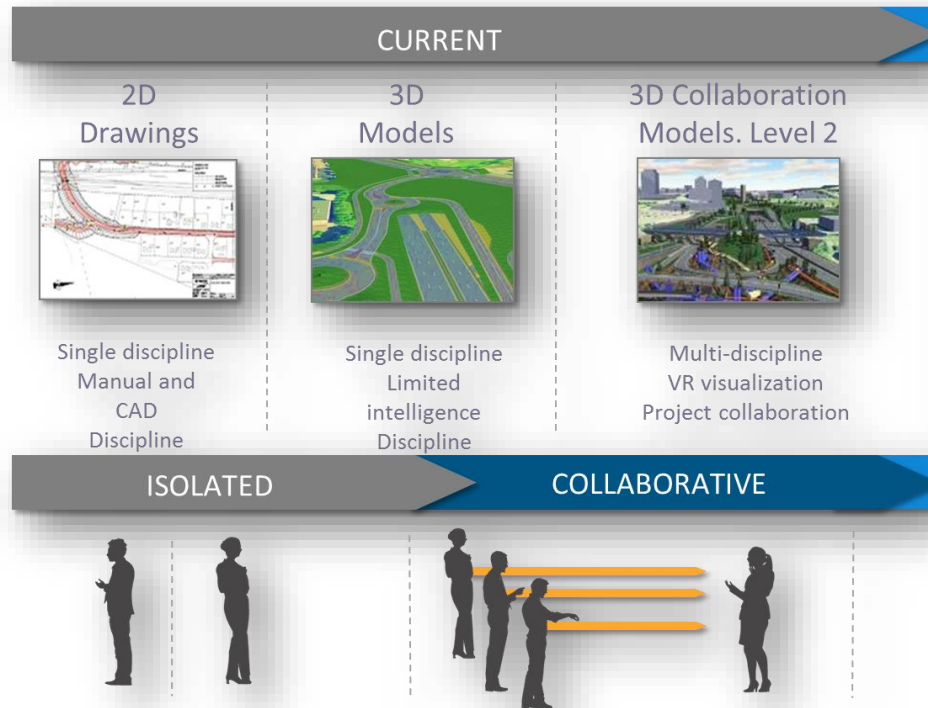 CURRENT
2D
Drawings
3D
Models
3D Collaboration
Models. Level 2
Single discipline
Manual and
CAD
Discipline
Single discipline
Limited
intelligence
Discipline
Multi-discipline
VR visualization
Project collaboration
ISOLATED
COLLABORATIVE